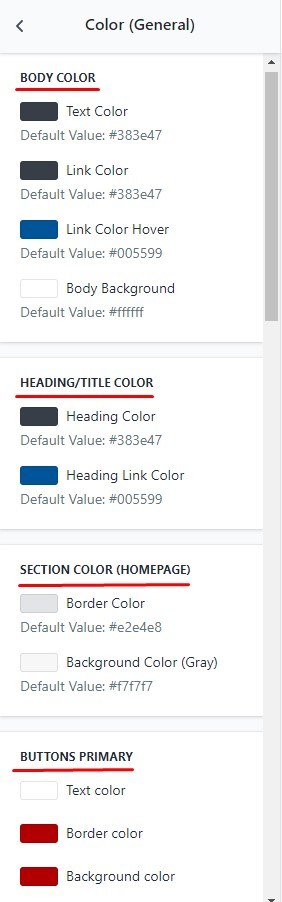 Color (General)
BODY COLOR
Text Color
Default Value: #383e47
Link Color
Default Value: #383e47
Link Color Hover
Default Value: #005599
Body Background
Default Value: #ffffff
HEADING/TITLE COLOR
Heading Color
Default Value: #383e47
Heading Link Color
Default Value: #005599
SECTION COLOR (HOMEPAGE)
Border Color
Default Value: #e2e4e8
Background Color (Gray)
Default Value: #f7f7f7
BUTTONS PRIMARY
Text color
Border color
Background color